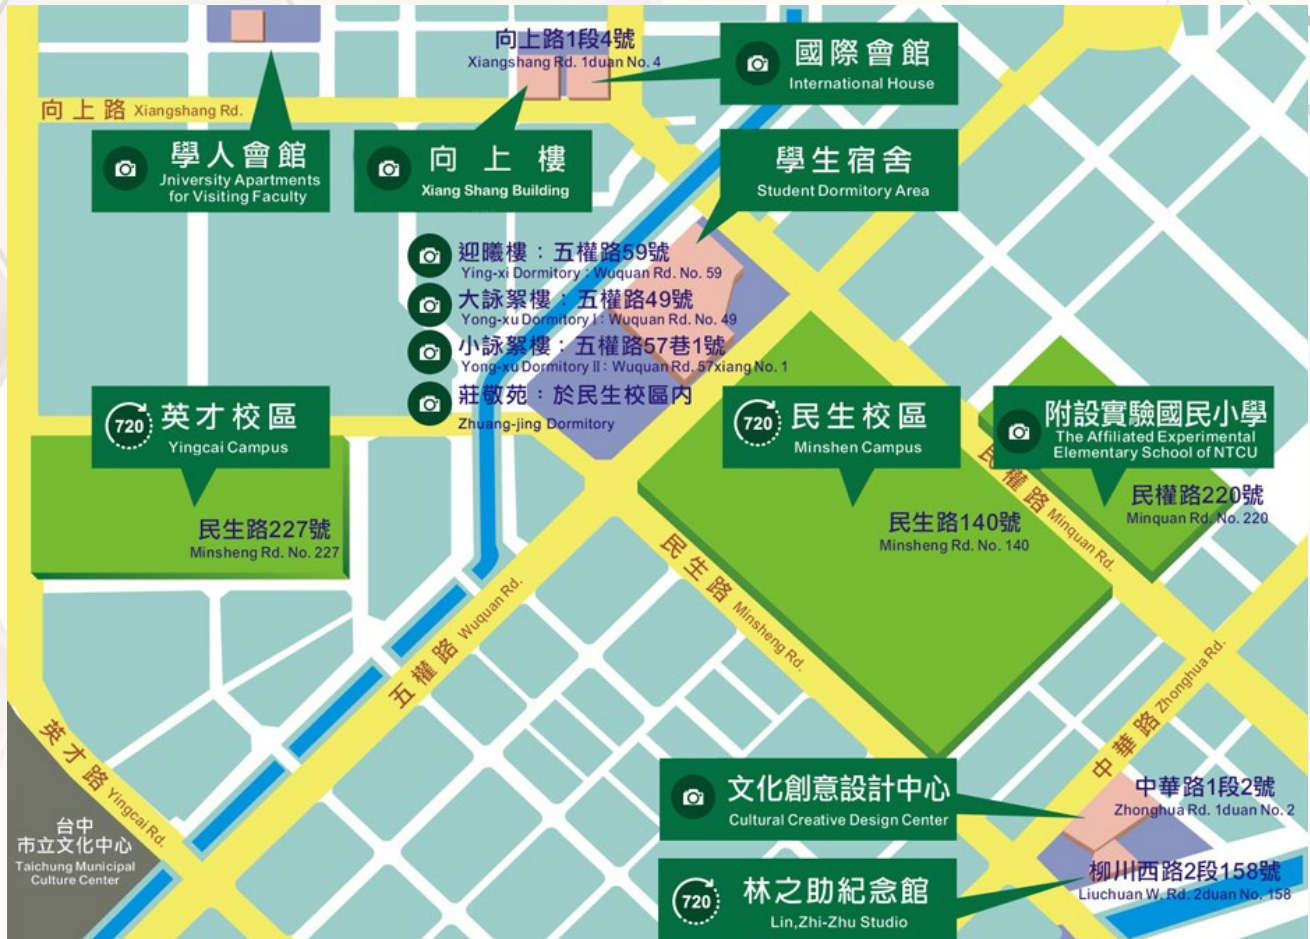 向上路1段4號
Xiangshang Rd. 1duan No. 4
國際會館
International House
向上路 Xiangshang Rd.
學人會館
Jniversity Apartments
for Visiting Faculty
向上樓
Xiang Shang Building
學生宿舍
Student Dormitory Area
迎曦樓：五權路59號
Ying-xi Dormitory : Wuquan Rd. No. 59
大詠絮樓：五權路49號
Yong-xu Dormitory I : Wuquan Rd. No. 49
小詠絮樓：五權路57巷1號
Yong-xu Dormitory II : Wuquan Rd. 57xiang No. 1
莊敬苑：於民生校區內
Zhuang-jing Dormitory
720
英才校區
Yingcai Campus
民生路227號
Minsheng Rd. No. 227
720
民生校區
Minshen Campus
民生路140號
Minsheng Rd. No. 140
附設實驗國民小學
The Affiliated Experimental
Elementary School of NTCU
民權路220號
Minquan Rd. No. 220
民權路 Minquan Rd.
民生路 Minsheng Rd.
五權路 Wuquan Rd.
中華路 Zhonghua Rd.
英才路 Yingcai Rd.
台中
市立文化中心
Taichung Municipal
Culture Center
文化創意設計中心
Cultural Creative Design Center
中華路1段2號
Zhonghua Rd. 1duan No. 2
720
林之助紀念館
Lin,Zhi-Zhu Studio
柳川西路2段158號
Liuchuan W. Rd. 2duan No. 158